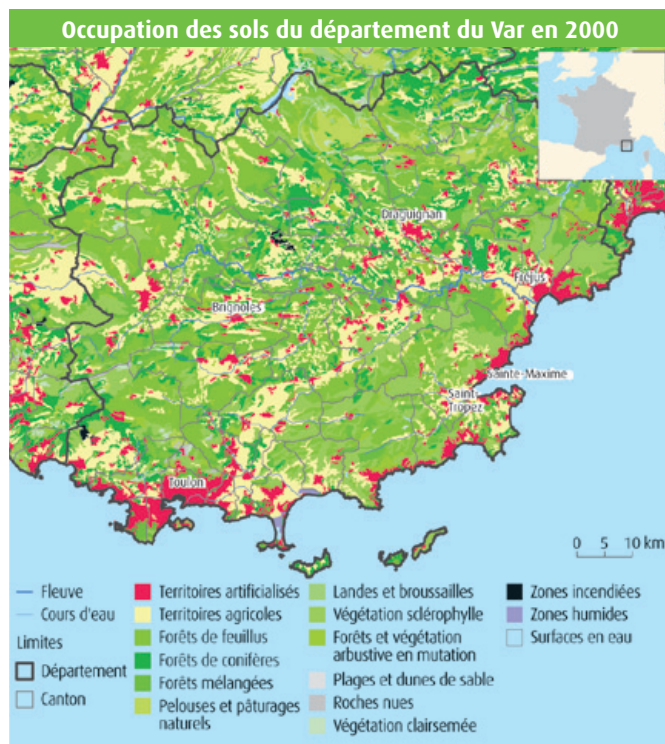 Occupation des sols du département du Var en 2000
Draguignan
Fréjus
Brignoles
Sainte-Maxime
Saint-
Tropez
Toulon
0 5 10 km
Fleuve
Cours d'eau
Limites
Département
Canton
Territoires artificialisés
Territoires agricoles
Forêts de feuillus
Forêts de conifères
Forêts mélangées
Pelouses et pâturages
naturels
Landes et broussailles
Végétation sclérophylle
Forêts et végétation
arbustive en mutation
Plages et dunes de sable
Roches nues
Végétation clairsemée
Zones incendiées
Zones humides
Surfaces en eau